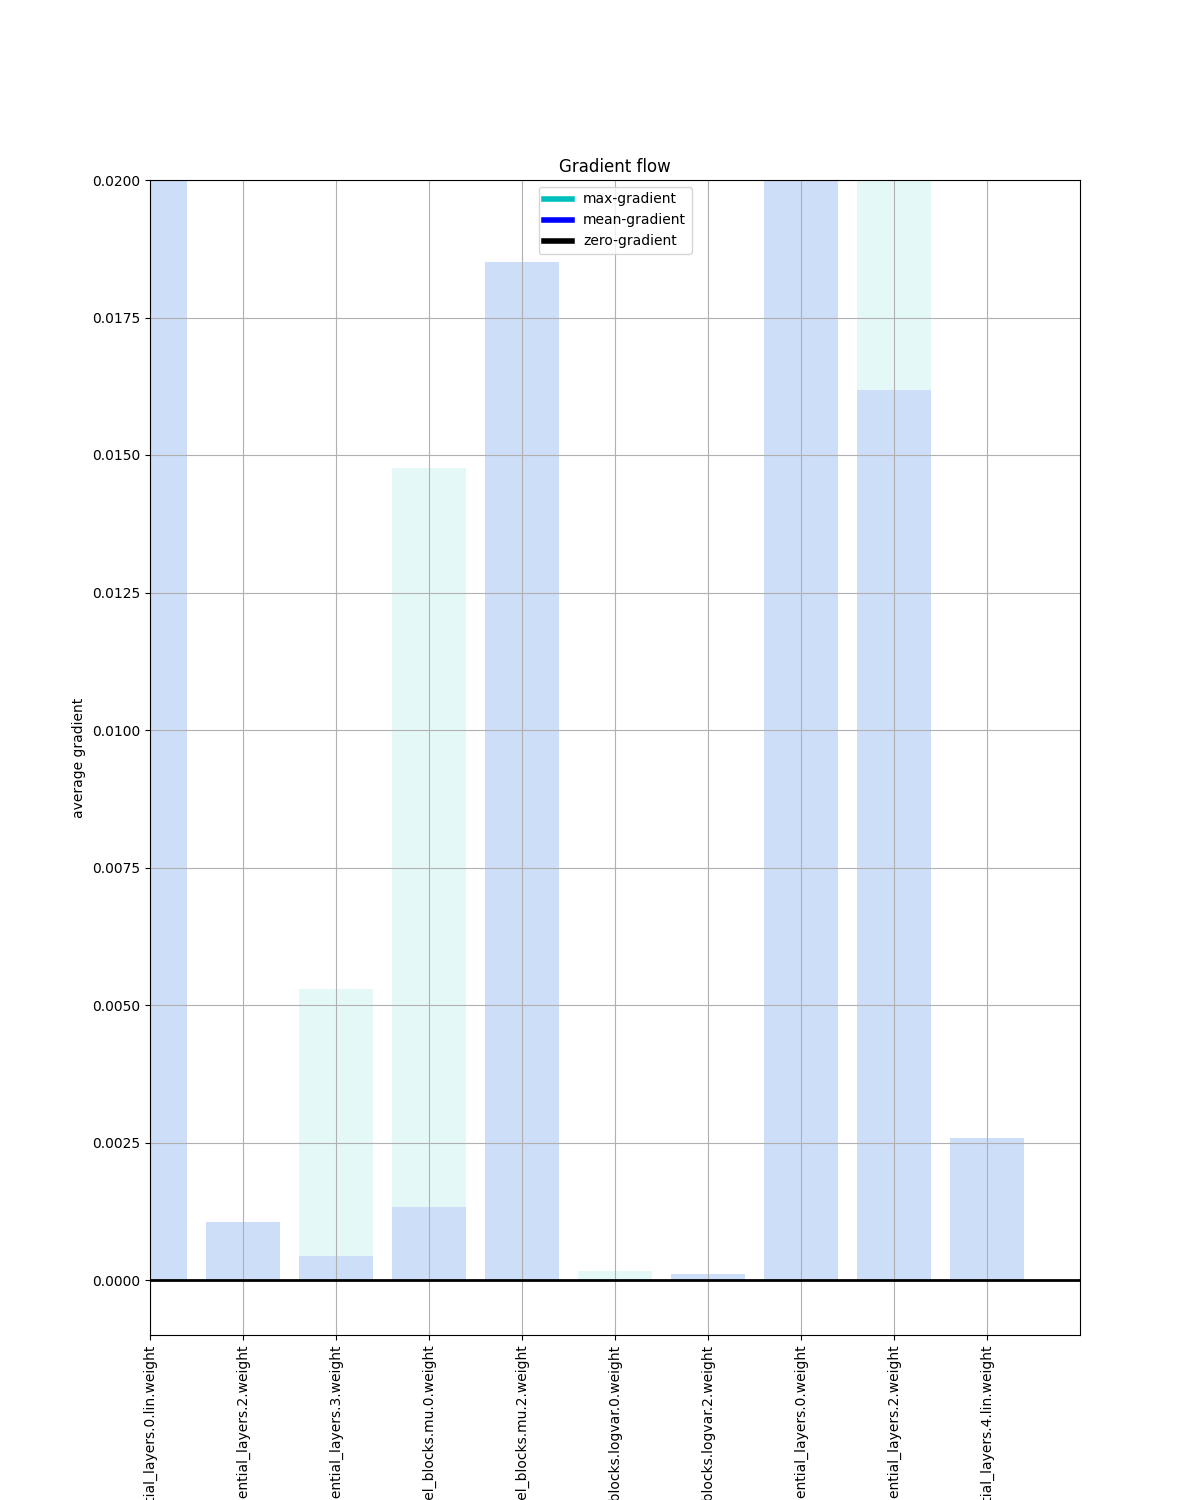 Gradient flow
max-gradient
mean-gradient
zero-gradient
average gradient
0.0200
0.0175
0.0150
0.0125
0.0100
0.0075
0.0050
0.0025
0.0000
tial_layers.0.lin.weight
ential_layers.2.weight
ential_layers.3.weight
el_blocks.mu.0.weight
el_blocks.mu.2.weight
blocks.logvar.0.weight
blocks.logvar.2.weight
ential_layers.0.weight
ential_layers.2.weight
tial_layers.4.lin.weight